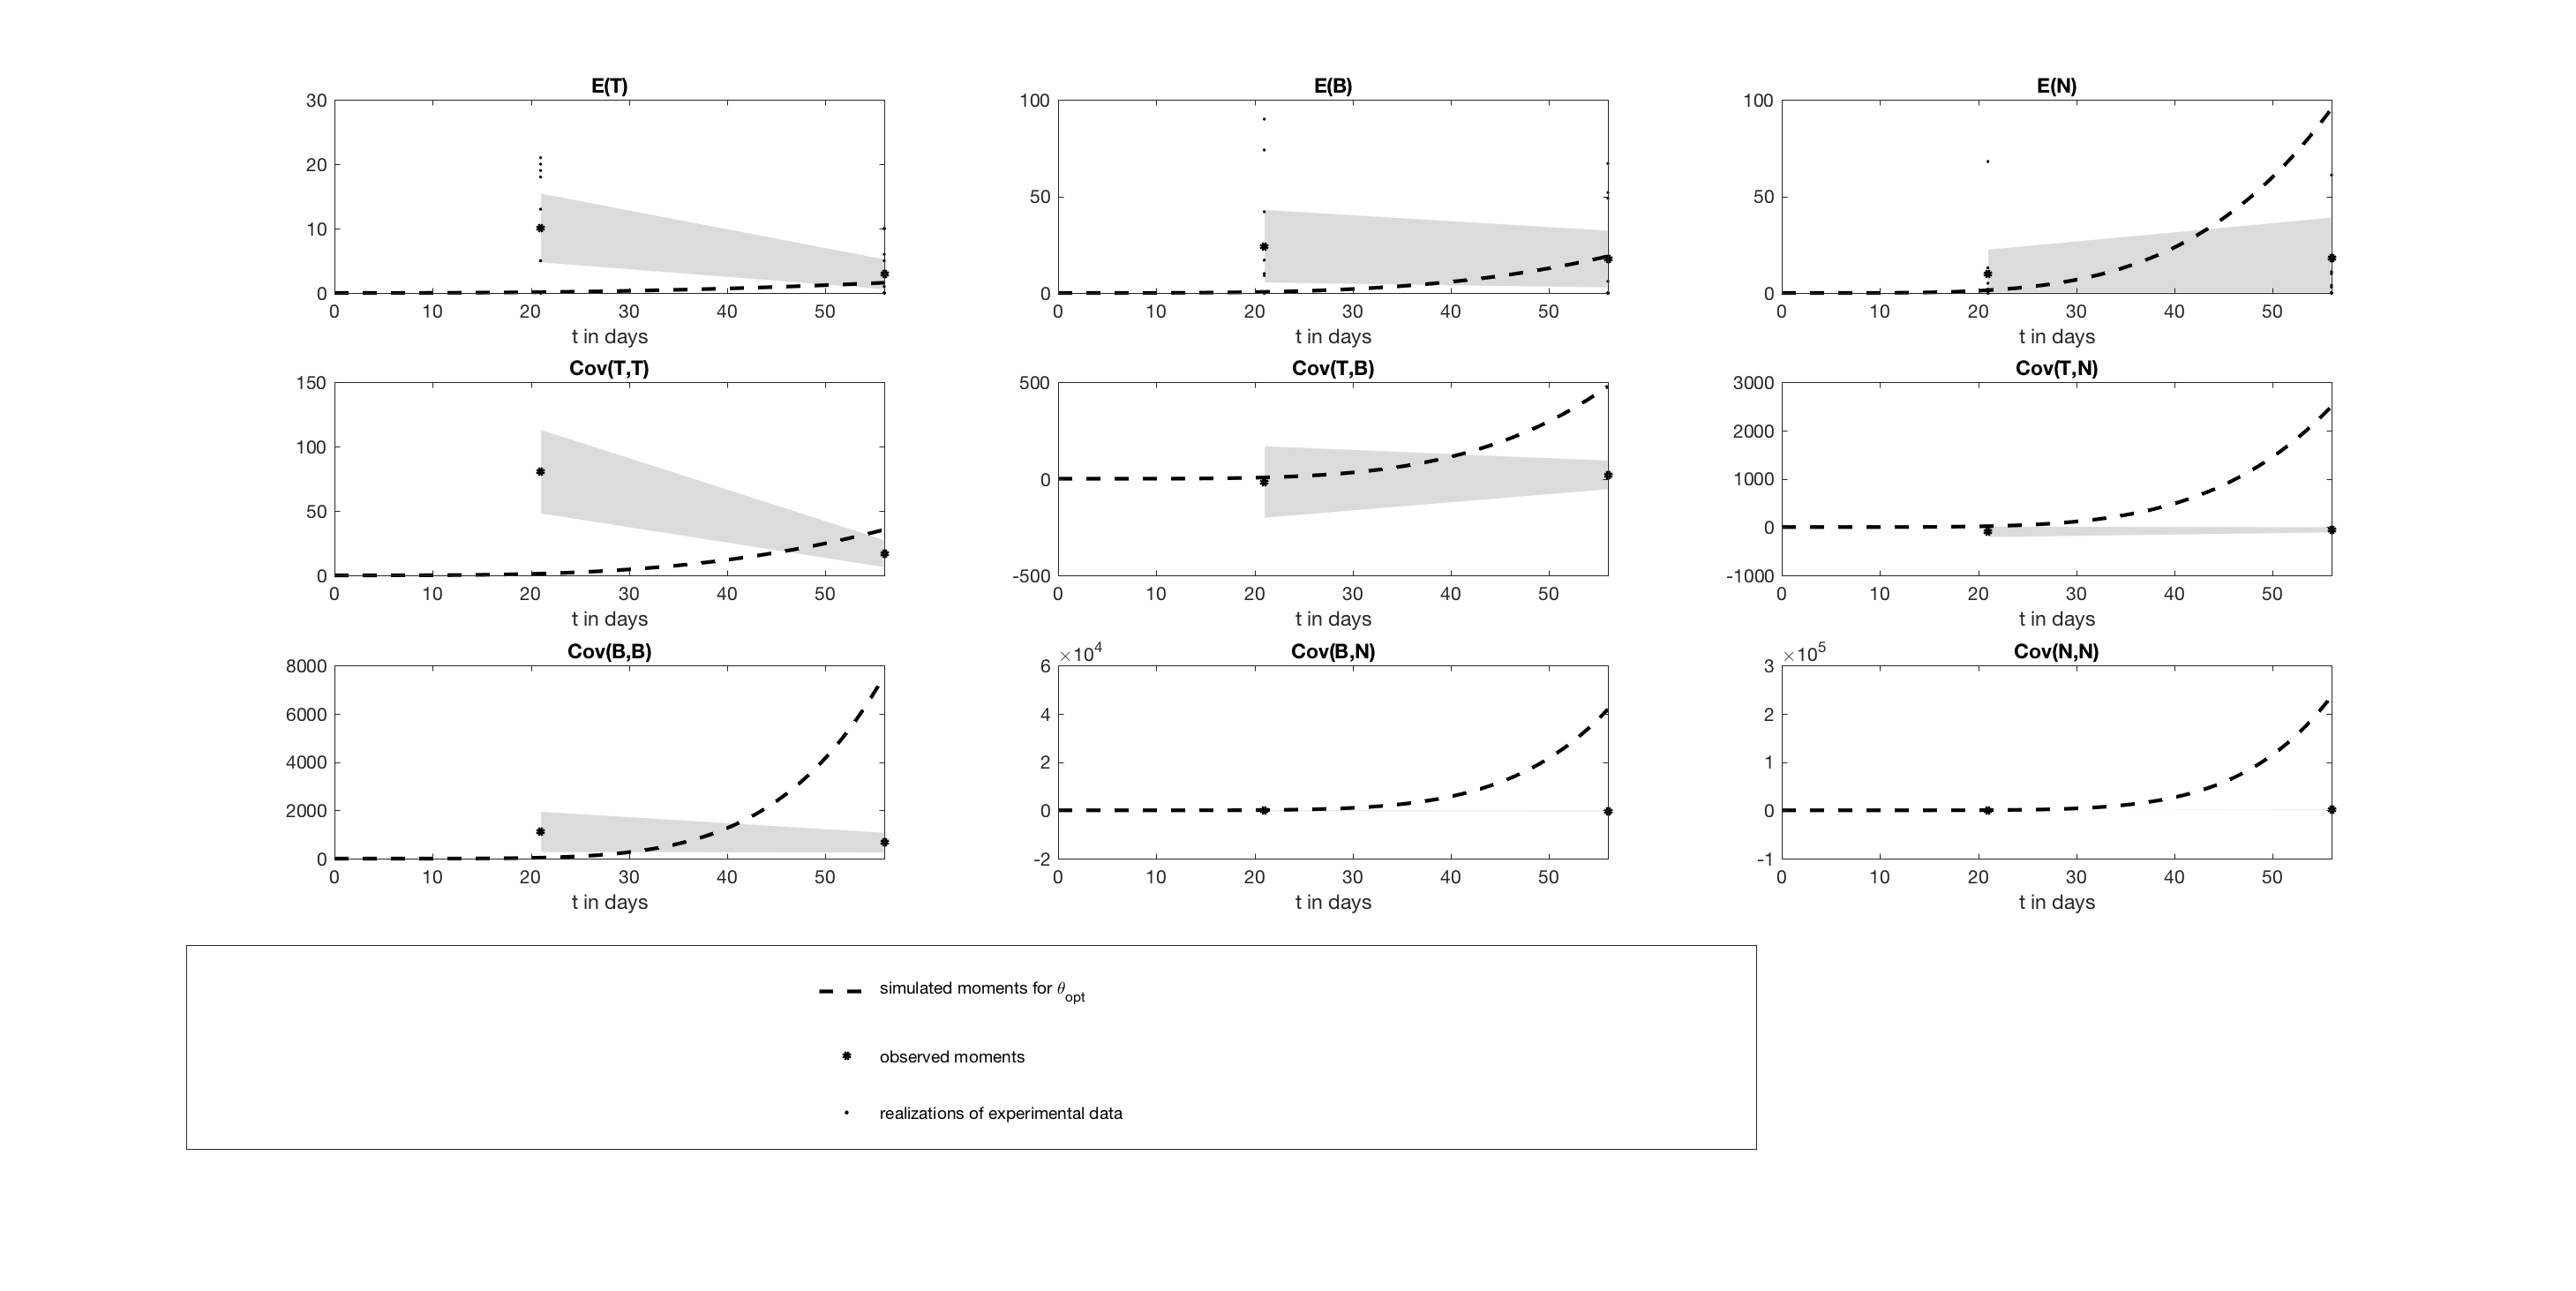 E(T) E(B) E(N)
30 100 100
20 50 50
10
0 0 0
0 10 20 30 40 50 0 10 20 30 40 50 0 10 20 30 40 50
t in days t in days t in days
Cov(T,T) Cov(T,B) Cov(T,N)
150 500 3000
2000
100
0 1000
50
0
0 -500 -1000
0 10 20 30 40 50 0 10 20 30 40 50 0 10 20 30 40 50
t in days t in days t in days
Cov(B,B) Cov(B,N) Cov(N,N)
8000 6 ×10⁴ 3 ×10⁵
6000 4 2
4000 2 1
2000 0 0
0 -2 -1
0 10 20 30 40 50 0 10 20 30 40 50 0 10 20 30 40 50
t in days t in days t in days
simulated moments for θopt
observed moments
realizations of experimental data